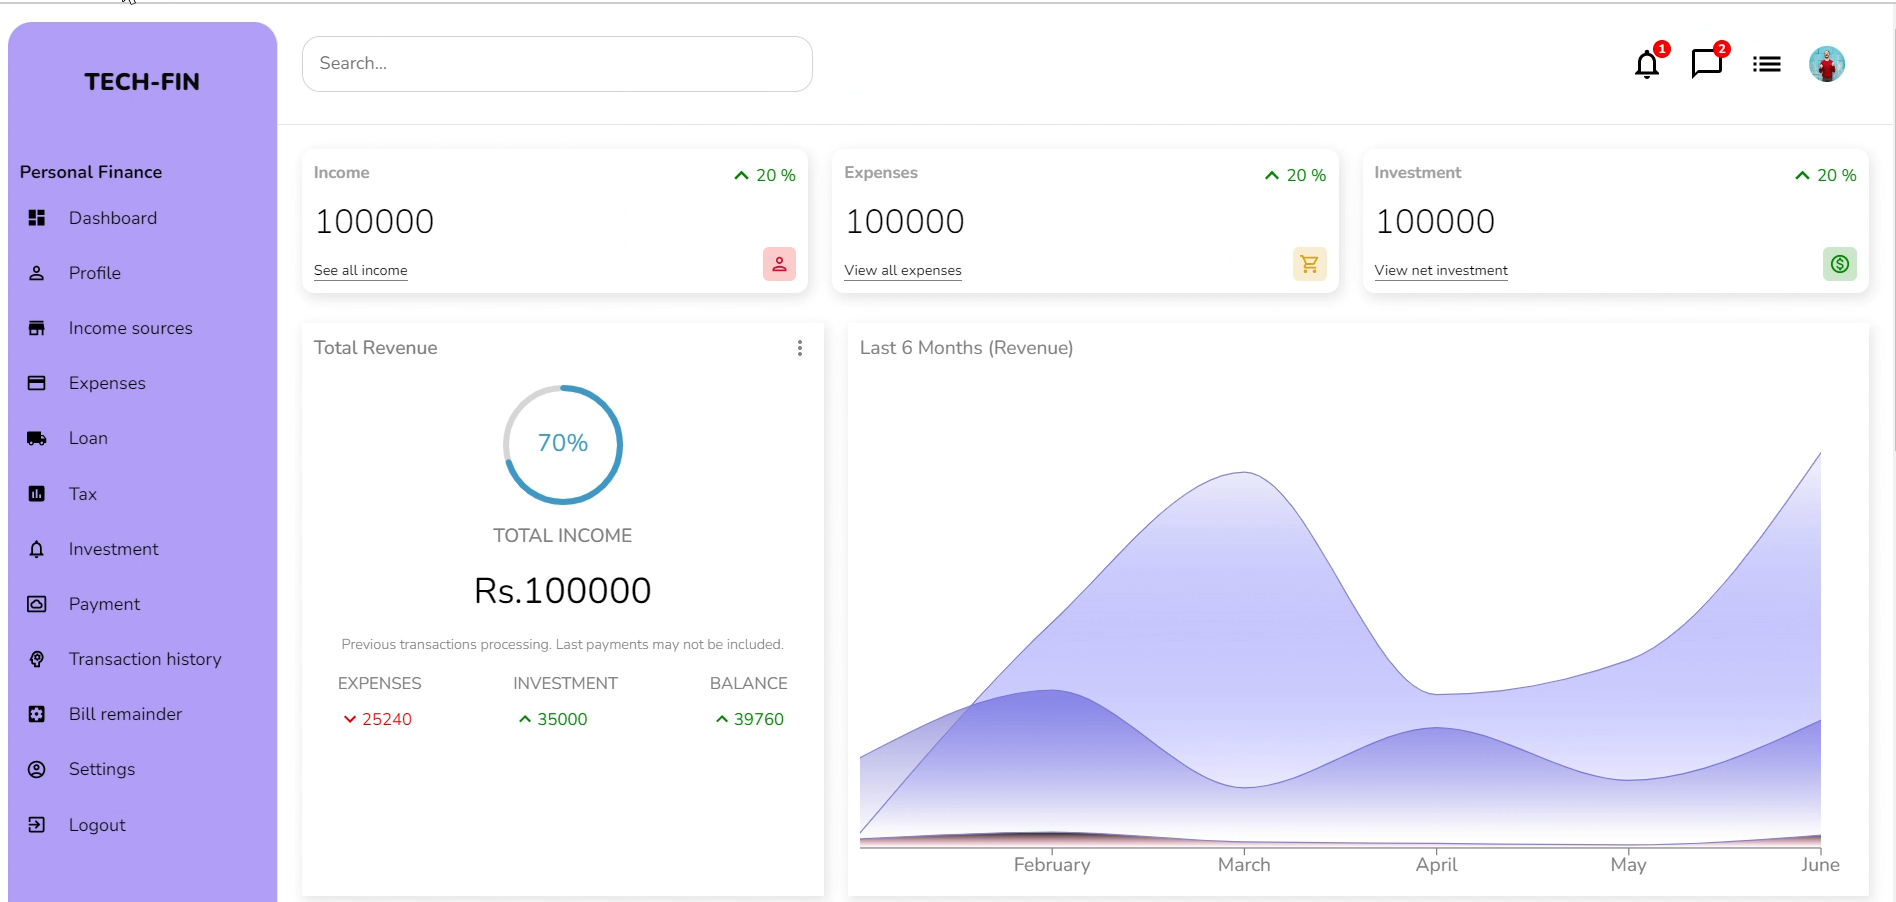 TECH-FIN
Personal Finance
Dashboard
Profile
Income sources
Expenses
Loan
Tax
Investment
Payment
Transaction history
Bill remainder
Settings
Logout
Search...
1
2
Income
20 %
100000
See all income
Expenses
20 %
100000
View all expenses
Investment
20 %
100000
View net investment
Total Revenue
70%
TOTAL INCOME
Rs.100000
Previous transactions processing. Last payments may not be included.
EXPENSES INVESTMENT BALANCE
25240 35000 39760
Last 6 Months (Revenue)
February March April May June